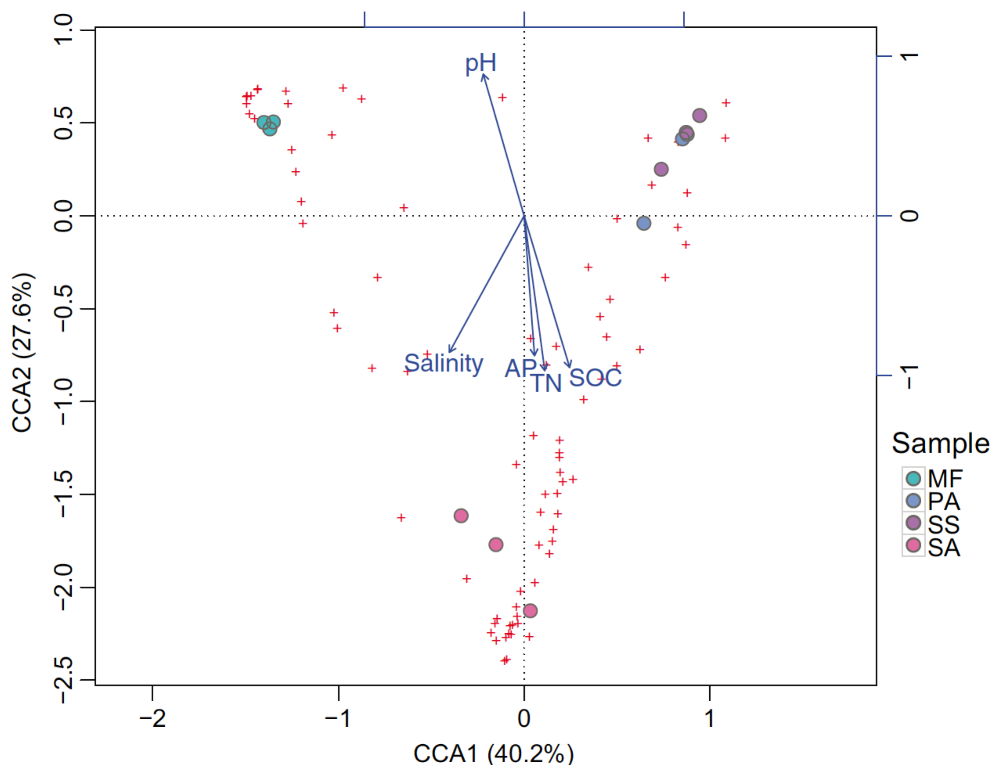 1.0
0.5
0.0
−0.5
−1.0
−1.5
−2.0
−2.5
CCA2 (27.6%)
pH
Salinity
AP
TN
SOC
1
0
−1
Sample
MF
PA
SS
SA
−2
−1
0
1
CCA1 (40.2%)